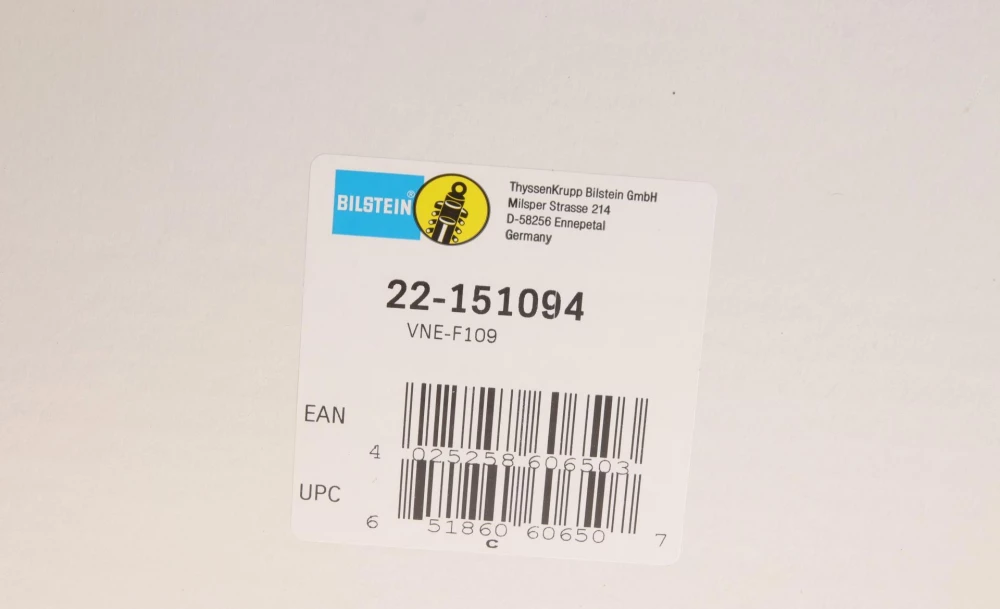 BILSTEIN®
ThyssenKrupp Bilstein GmbH
Milsper Strasse 214
D-58256 Ennepetal
Germany
22-151094
VNE-F109
EAN
4 025258 606503
UPC
6 51860 60650 7
C